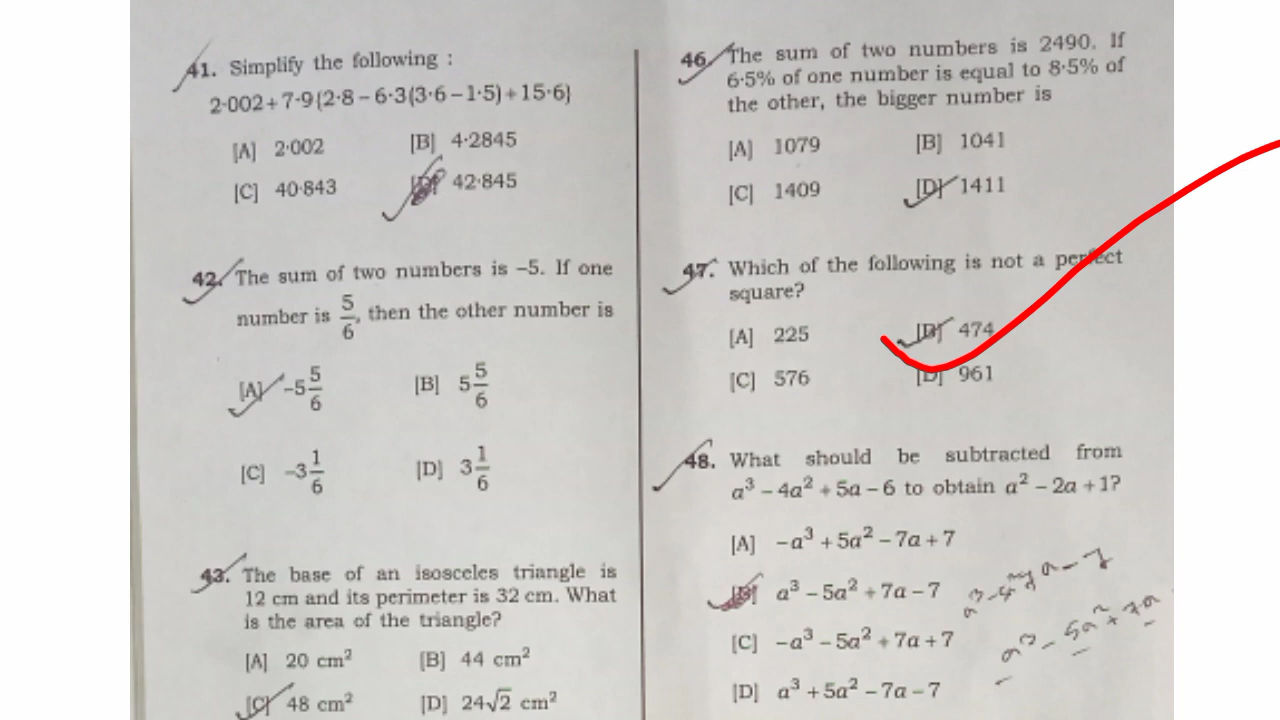 41. Simplify the following :
2·002+7·9{2·8–6·3(3·6–1·5)+15·6}
[A] 2·002 [B] 4·2845
[C] 40·843 [D] 42·845
42. The sum of two numbers is –5. If one
number is 5/6, then the other number is
[A] –5 5/6 [B] 5 5/6
[C] –3 1/6 [D] 3 1/6
43. The base of an isosceles triangle is
12 cm and its perimeter is 32 cm. What
is the area of the triangle?
[A] 20 cm² [B] 44 cm²
[C] 48 cm² [D] 24√2 cm²
46. The sum of two numbers is 2490. If
6·5% of one number is equal to 8·5% of
the other, the bigger number is
[A] 1079 [B] 1041
[C] 1409 [D] 1411
47. Which of the following is not a perfect
square?
[A] 225 [B] 474
[C] 576 [D] 961
48. What should be subtracted from
a³ – 4a² + 5a – 6 to obtain a² – 2a + 1?
[A] –a³ + 5a² – 7a + 7
[B] a³ – 5a² + 7a – 7
[C] –a³ – 5a² + 7a + 7
[D] a³ + 5a² – 7a – 7
a³ – 5a² + 7a